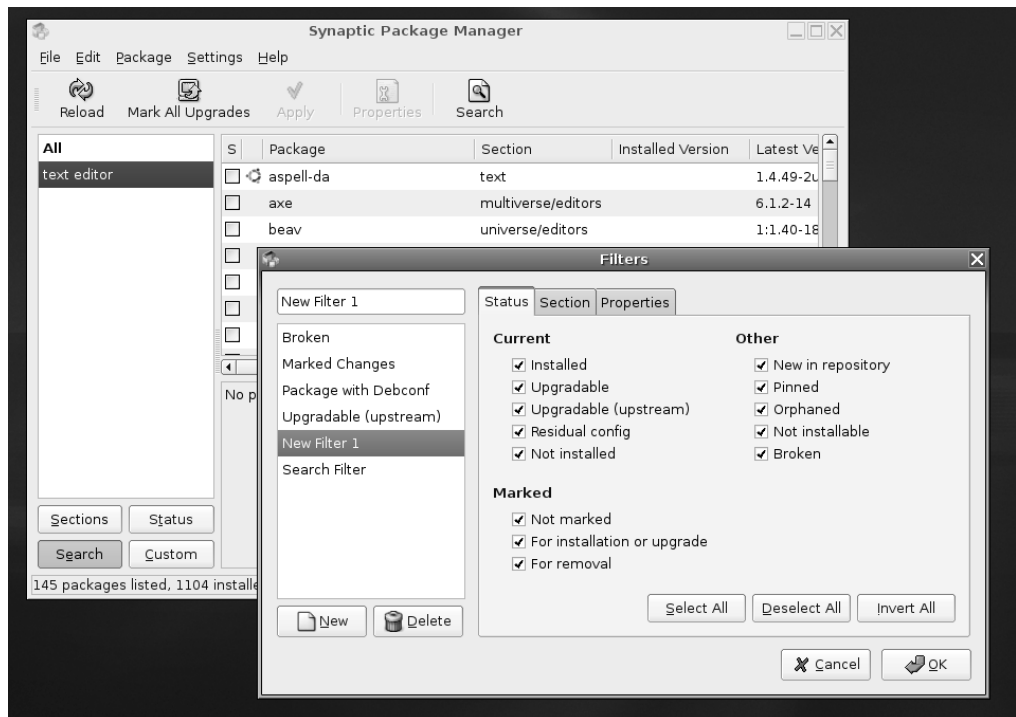 Synaptic Package Manager
File Edit Package Settings Help
Reload Mark All Upgrades Apply Properties Search
All
text editor
S Package Section Installed Version Latest Ve
aspell-da text 1.4.49-2u
axe multiverse/editors 6.1.2-14
beav universe/editors 1:1.40-18
No p
Sections Status
Search Custom
145 packages listed, 1104 installe
Filters
New Filter 1
Broken
Marked Changes
Package with Debconf
Upgradable (upstream)
New Filter 1
Search Filter
New Delete
Status Section Properties
Current
Installed
Upgradable
Upgradable (upstream)
Residual config
Not installed
Other
New in repository
Pinned
Orphaned
Not installable
Broken
Marked
Not marked
For installation or upgrade
For removal
Select All Deselect All Invert All
Cancel OK